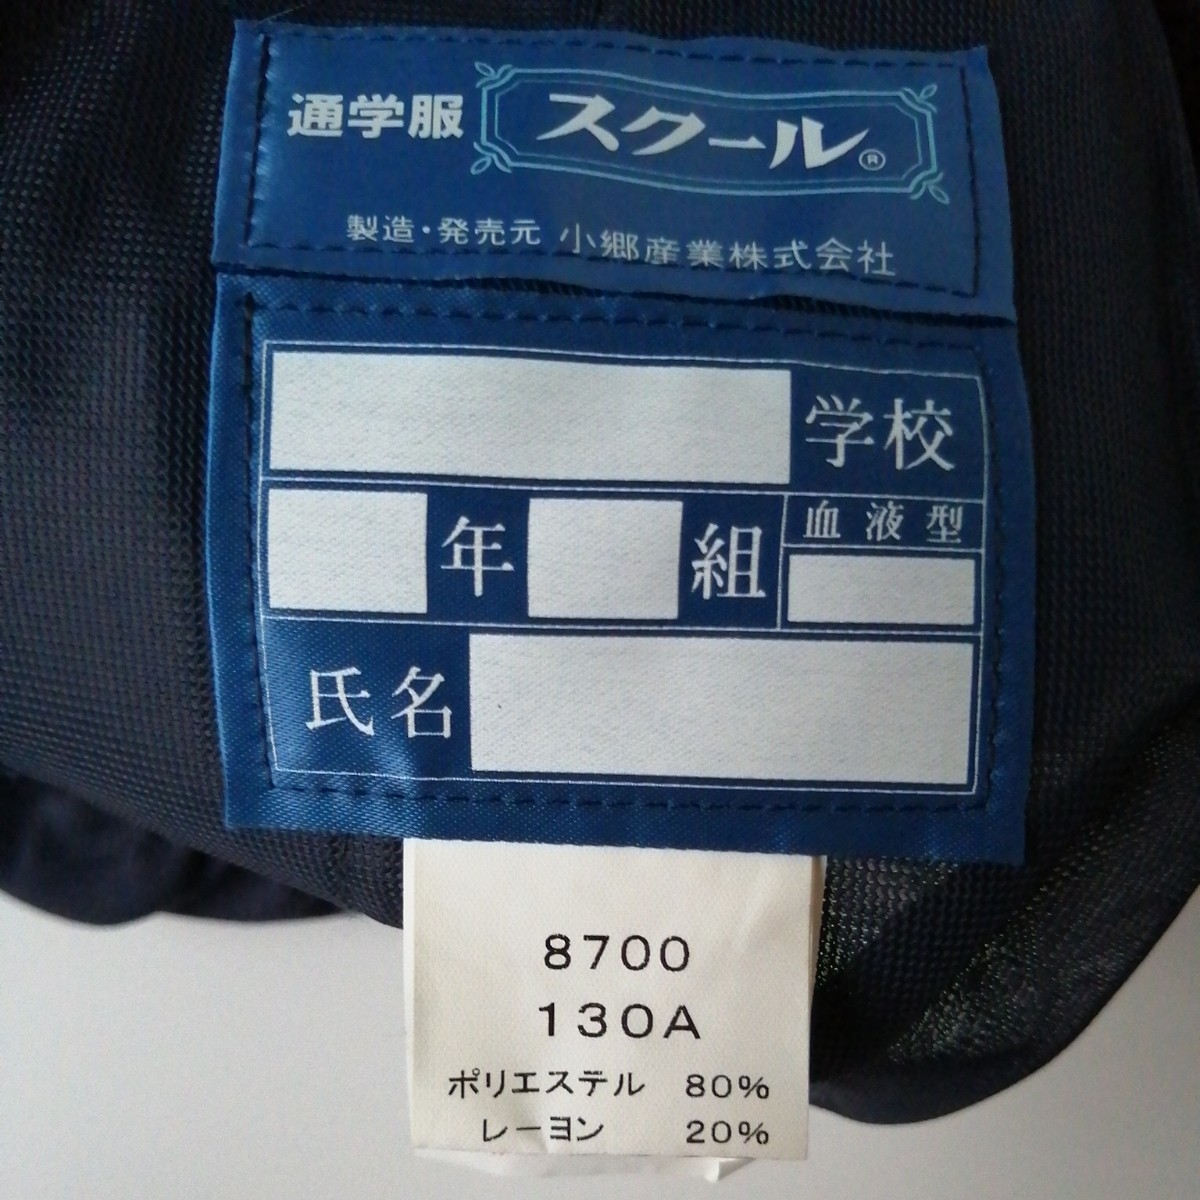 通学服 スクール®
製造・発売元 小郷産業株式会社
学校
年 組 血液型
氏名
8700
130A
ポリエステル 80%
レーヨン 20%